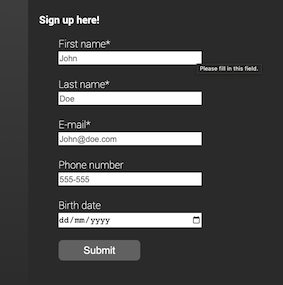 Sign up here!
First name*
John
Please fill in this field.
Last name*
Doe
E-mail*
John@doe.com
Phone number
555-555
Birth date
dd/mm/yyyy
Submit